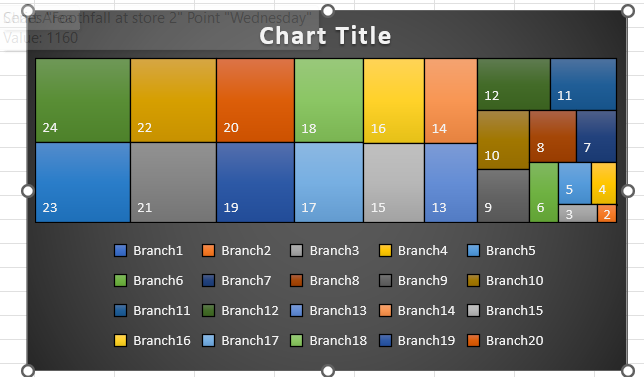 Series "Footfall at store 2" Point "Wednesday"
Value: 1160
Chart Title
24 22 20 18 16 14 12 11
10 8 7
23 21 19 17 15 13 9 6 5 4
3 2
Branch1 Branch2 Branch3 Branch4 Branch5
Branch6 Branch7 Branch8 Branch9 Branch10
Branch11 Branch12 Branch13 Branch14 Branch15
Branch16 Branch17 Branch18 Branch19 Branch20